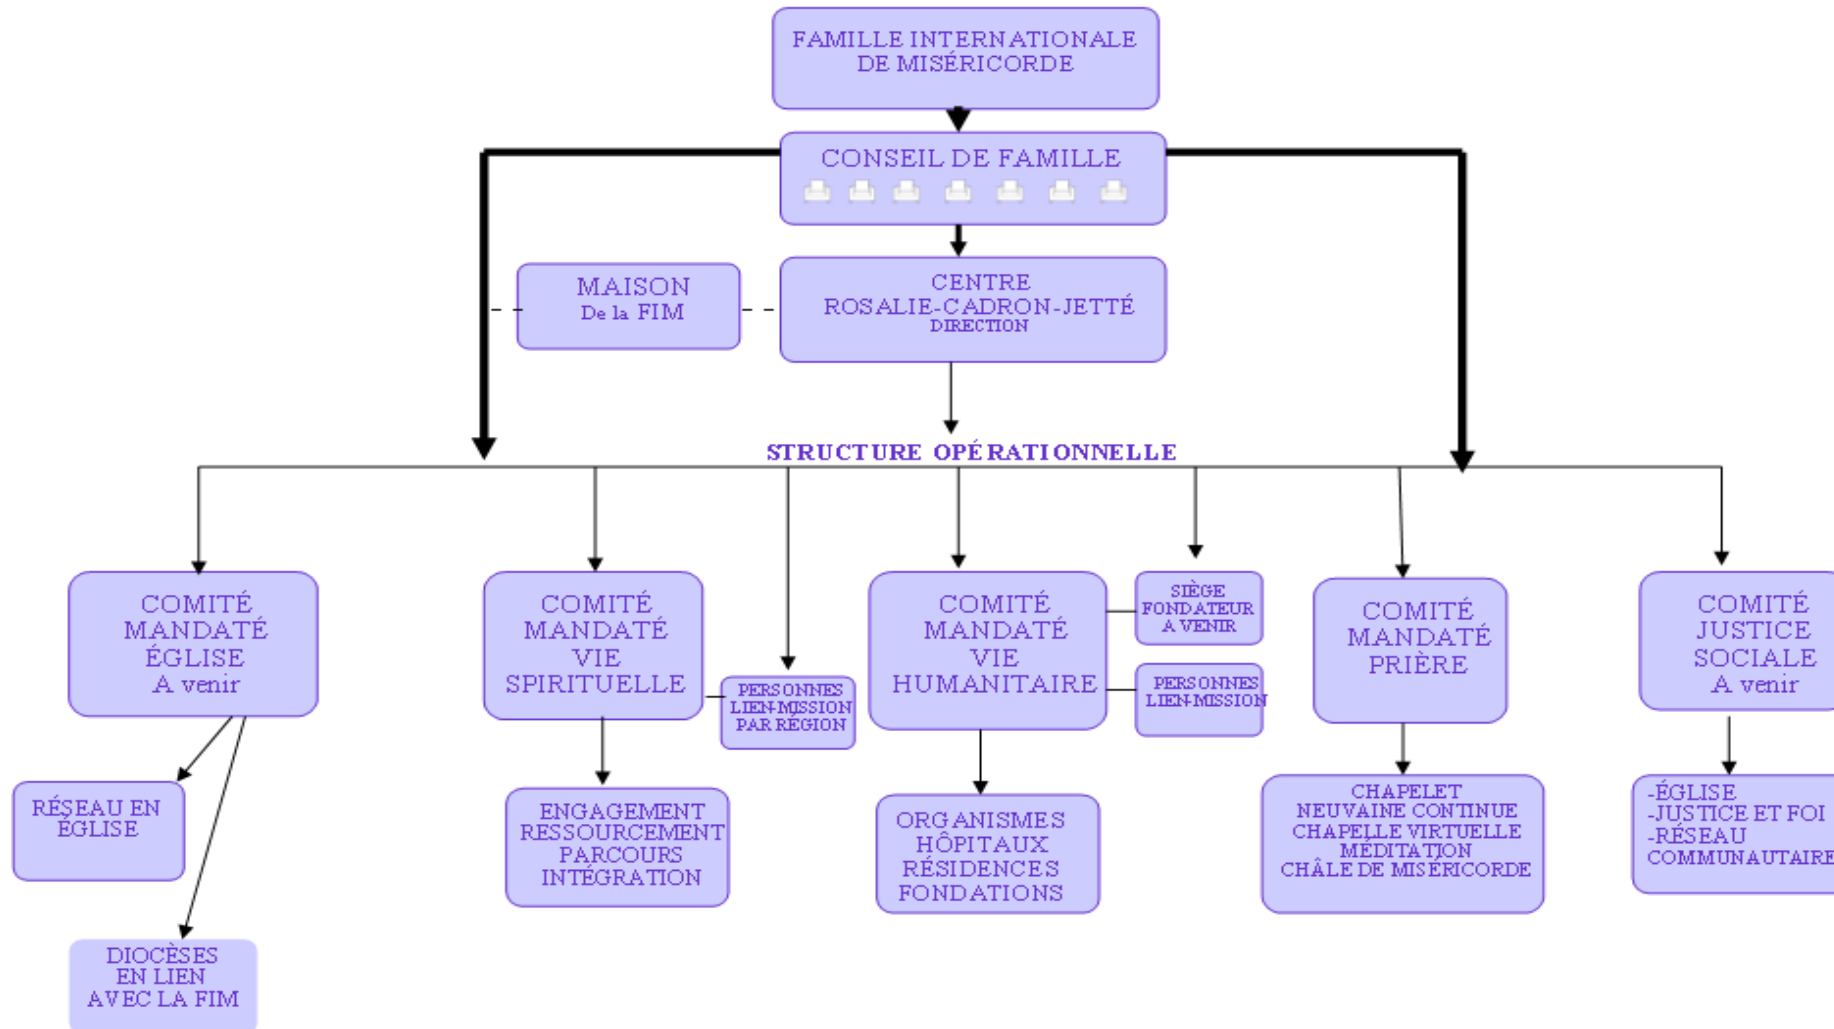 FAMILLE INTERNATIONALE
DE MISÉRICORDE
CONSEIL DE FAMILLE
MAISON
De la FIM
CENTRE
ROSALIE-CADRON-JETTÉ
DIRECTION
STRUCTURE OPÉRATIONNELLE
COMITÉ
MANDATÉ
ÉGLISE
A venir
COMITÉ
MANDATÉ
VIE
SPIRITUELLE
PERSONNES
LIEN-MISSION
PAR RÉGION
COMITÉ
MANDATÉ
VIE
HUMANITAIRE
SIÈGE
FONDATEUR
A VENIR
PERSONNES
LIEN-MISSION
COMITÉ
MANDATÉ
PRIÈRE
COMITÉ
JUSTICE
SOCIALE
A venir
RÉSEAU EN
ÉGLISE
DIOCÈSES
EN LIEN
AVEC LA FIM
ENGAGEMENT
RESSOURCEMENT
PARCOURS
INTÉGRATION
ORGANISMES
HÔPITAUX
RÉSIDENCES
FONDATIONS
CHAPELET
NEUVAINE CONTINUE
CHAPELLE VIRTUELLE
MÉDITATION
CHÂLE DE MISÉRICORDE
-ÉGLISE
-JUSTICE ET FOI
-RÉSEAU
COMMUNAUTAIRE